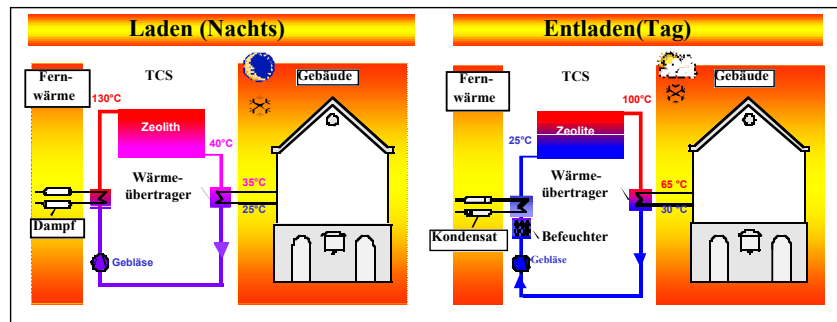 Laden (Nachts)
Fern-
wärme
TCS
Gebäude
130°C
Zeolith
40°C
Wärme-
übertrager
35°C
25°C
Dampf
Gebläse
Entladen(Tag)
Fern-
wärme
TCS
Gebäude
100°C
25°C
Zeolite
Wärme-
übertrager
65 °C
30°C
Kondensat
Befeuchter
Gebläse